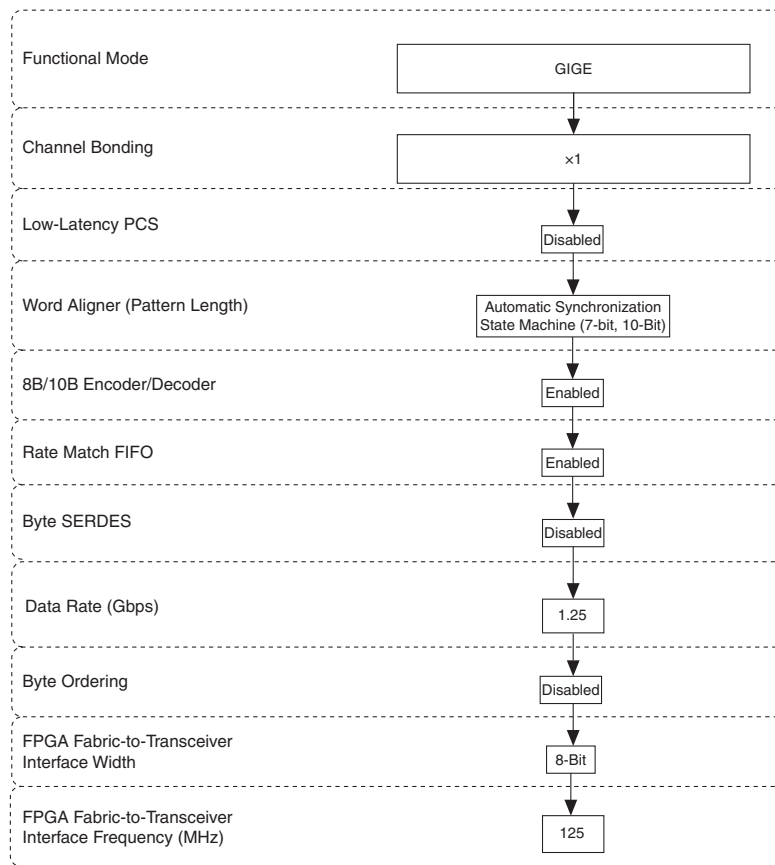 Functional Mode
GIGE
Channel Bonding
×1
Low-Latency PCS
Disabled
Word Aligner (Pattern Length)
Automatic Synchronization
State Machine (7-bit, 10-Bit)
8B/10B Encoder/Decoder
Enabled
Rate Match FIFO
Enabled
Byte SERDES
Disabled
Data Rate (Gbps)
1.25
Byte Ordering
Disabled
FPGA Fabric-to-Transceiver
Interface Width
8-Bit
FPGA Fabric-to-Transceiver
Interface Frequency (MHz)
125